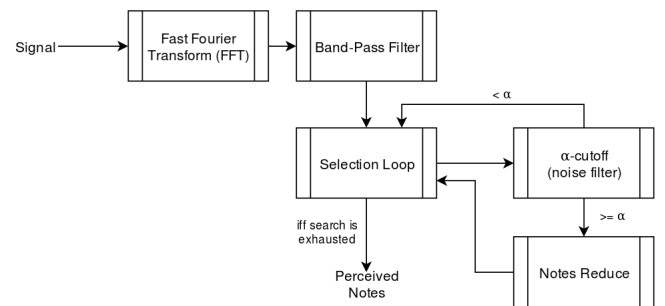 Signal
Fast Fourier
Transform (FFT)
Band-Pass Filter
< α
Selection Loop
α-cutoff
(noise filter)
iff search is
exhausted
>= α
Perceived
Notes
Notes Reduce